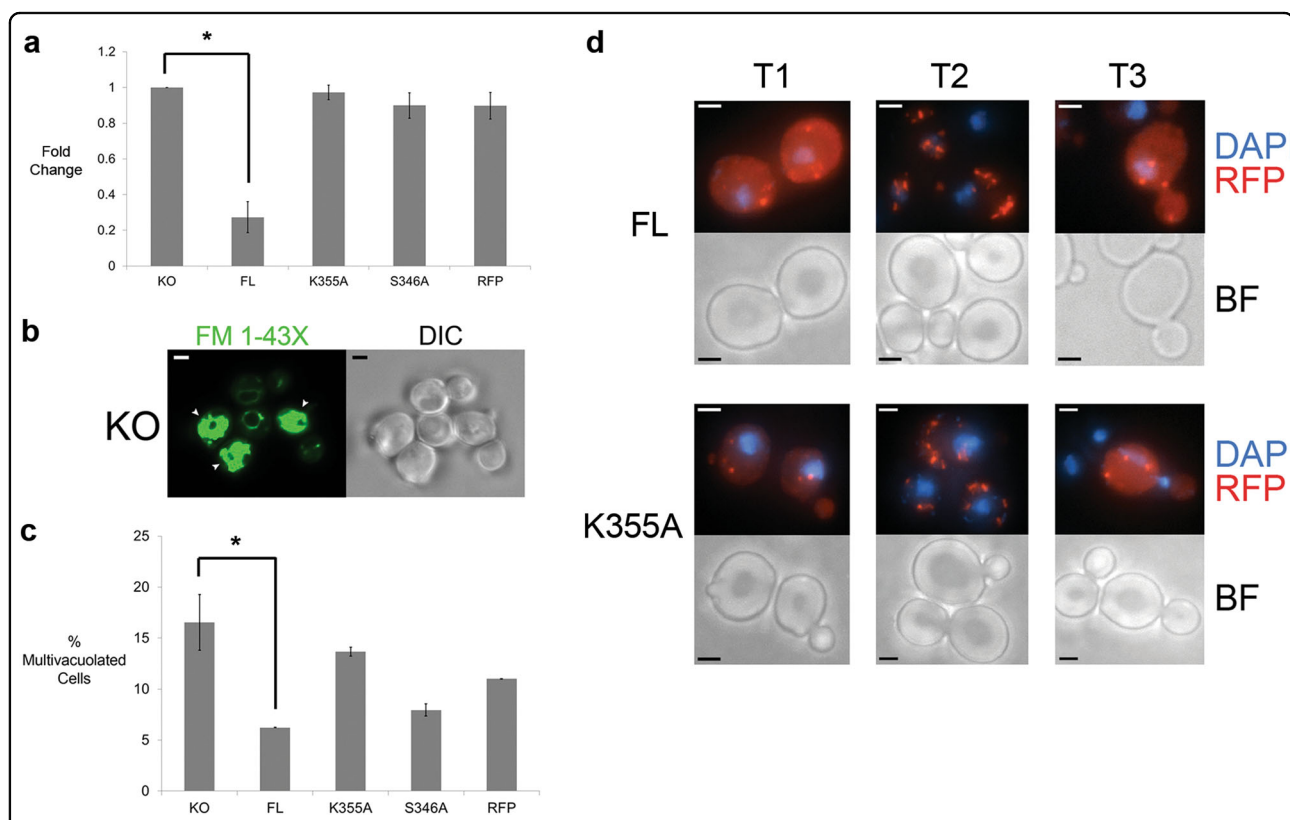 a
*
1.2
1
0.8
0.6
0.4
0.2
0
Fold
Change
KO
FL
K355A
S346A
RFP
b
FM 1-43X
DIC
KO
c
*
25
20
15
10
5
0
%
Multivacuolated
Cells
KO
FL
K355A
S346A
RFP
d
T1
T2
T3
FL
DAP
RFP
BF
K355A
DAP
RFP
BF